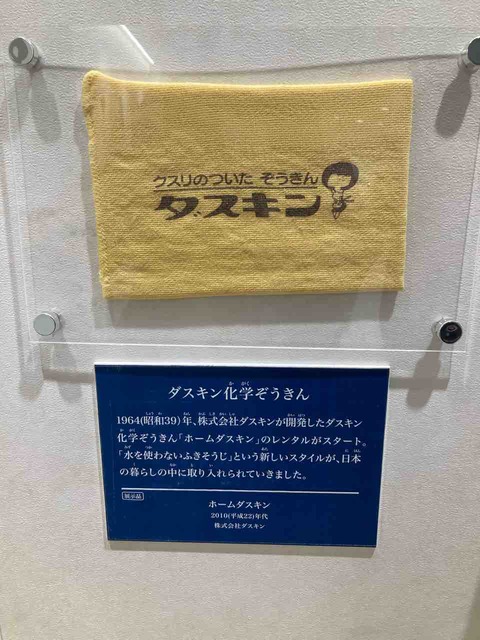 クスリのついた ぞうきん
ダスキン
ダスキン化学ぞうきん
1964(昭和39)年、株式会社ダスキンが開発したダスキン
化学ぞうきん「ホームダスキン」のレンタルがスタート。
「水を使わないふきそうじ」という新しいスタイルが、日本
の暮らしの中に取り入れられていきました。
展示品
ホームダスキン
2010(平成22)年代
株式会社ダスキン